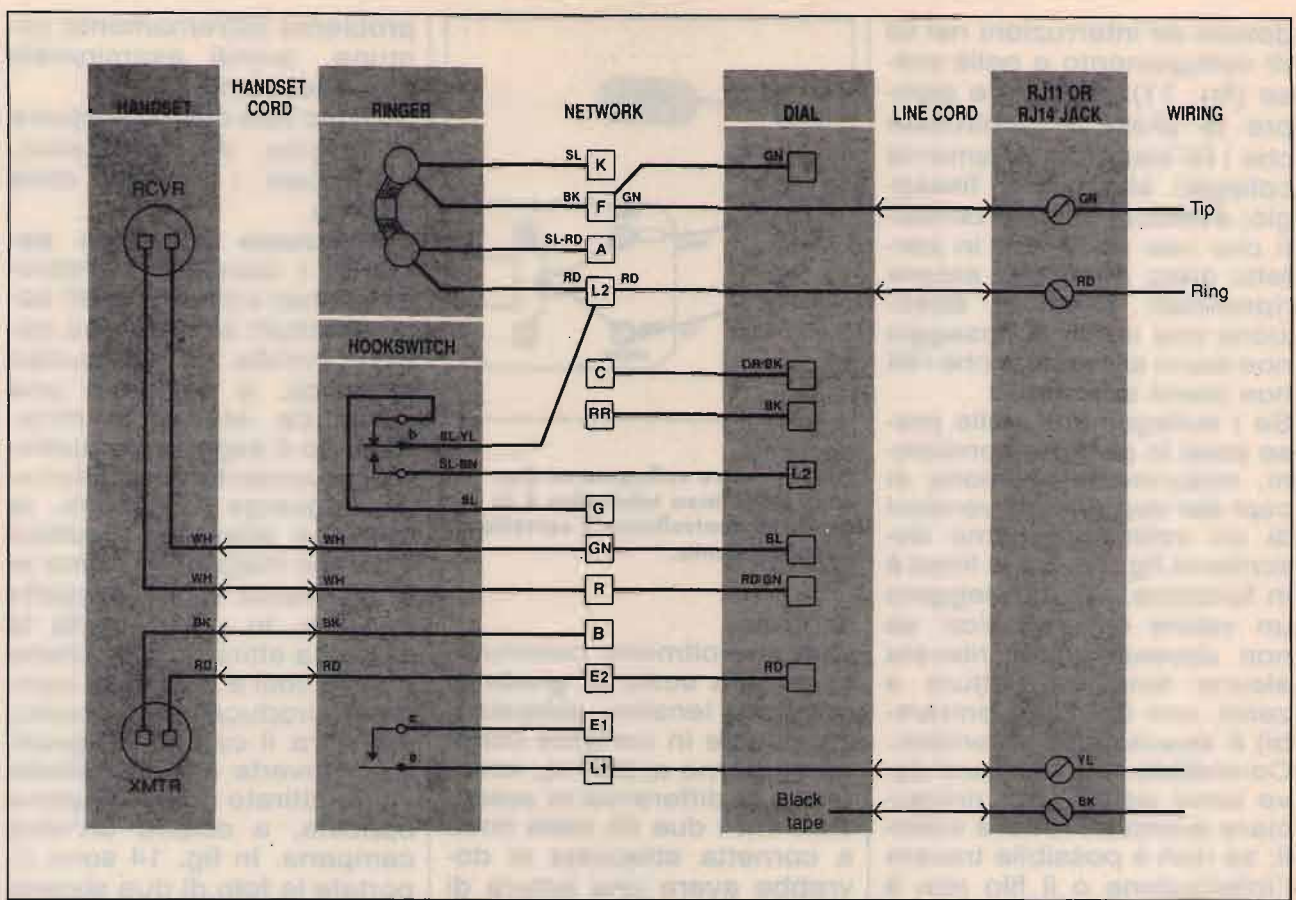 HANDSET
HANDSET
CORD
RINGER
NETWORK
DIAL
LINE CORD
RJ11 OR
RJ14 JACK
WIRING
RCVR
SL K GN
BK F GN GN Tip
SL-RD A
RD L2 RD RD Ring
HOOKSWITCH
C OR-BK
RR BK
b SL-YL
SL-BN L2
SL G
WH WH GN BL
WH WH R RD-GN
BK BK B
RD RD E2 RD
E1
L1 YL
XMTR
Black
tape BK